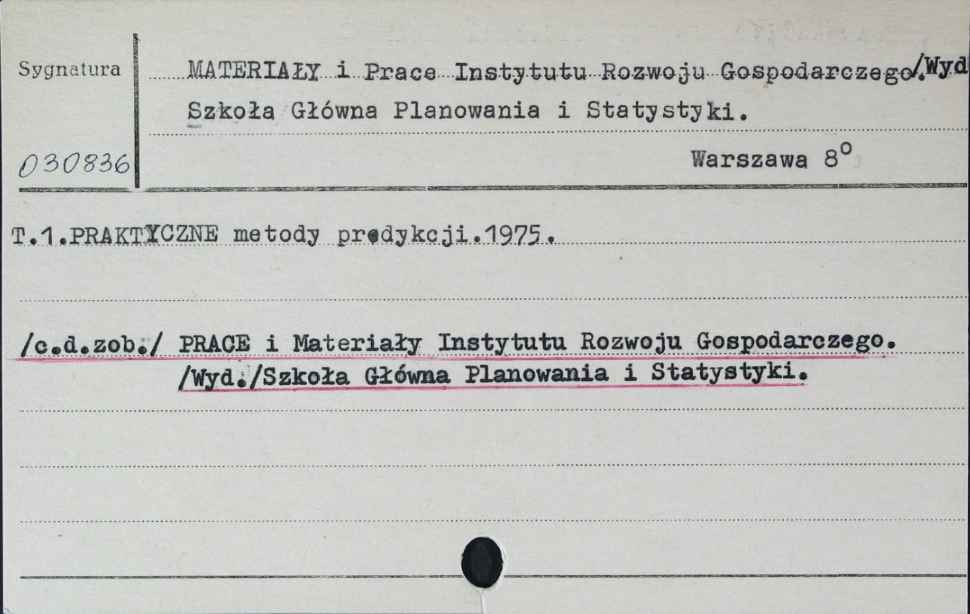 Sygnatura MATERIAŁY i Prace Instytutu Rozwoju Gospodarczego./Wyd
Szkoła Główna Planowania i Statystyki.
030836 Warszawa 8°
T.1.PRAKTYCZNE metody predykcji.1975.
/c.d.zob./ PRACE i Materiały Instytutu Rozwoju Gospodarczego.
/Wyd./Szkoła Główna Planowania i Statystyki.